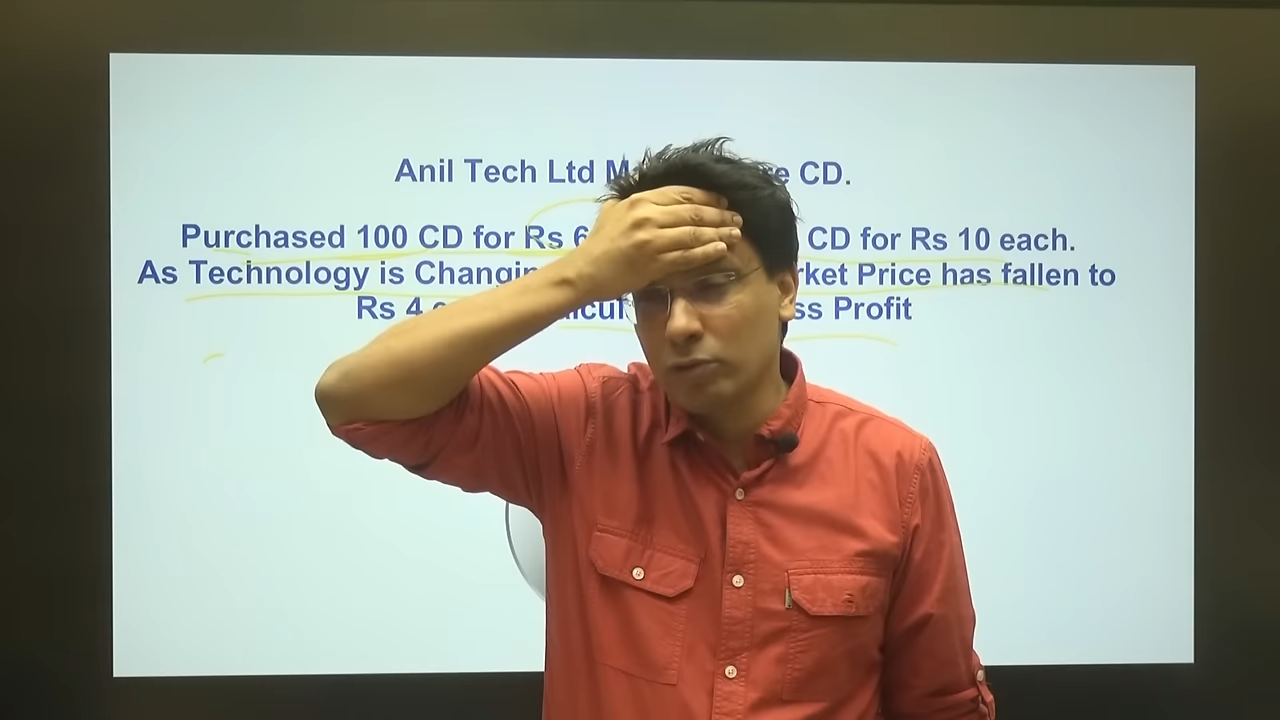 Anil Tech Ltd CD.
Purchased 100 CD for Rs 6 CD for Rs 10 each.
As Technology is Price has fallen to
Rs 4 Profit